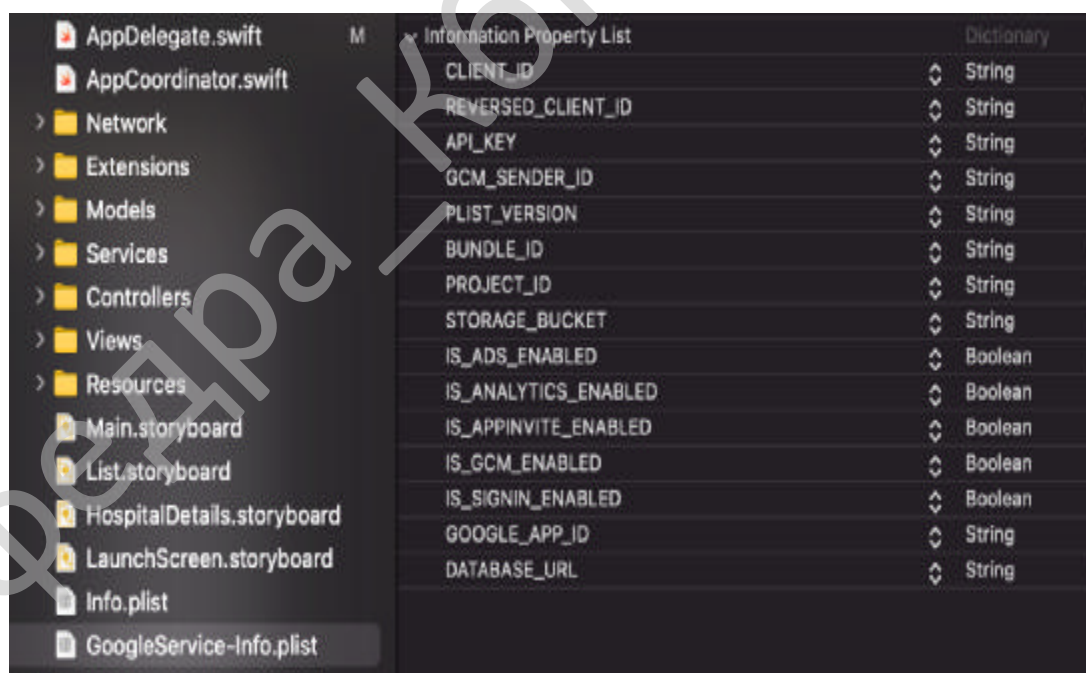 AppDelegate.swift M
AppCoordinator.swift
Network
Extensions
Models
Services
Controllers
Views
Resources
Main.storyboard
List.storyboard
HospitalDetails.storyboard
LaunchScreen.storyboard
Info.plist
GoogleService-Info.plist
Information Property List Dictionary
CLIENT_ID String
REVERSED_CLIENT_ID String
API_KEY String
GCM_SENDER_ID String
PLIST_VERSION String
BUNDLE_ID String
PROJECT_ID String
STORAGE_BUCKET String
IS_ADS_ENABLED Boolean
IS_ANALYTICS_ENABLED Boolean
IS_APPINVITE_ENABLED Boolean
IS_GCM_ENABLED Boolean
IS_SIGNIN_ENABLED Boolean
GOOGLE_APP_ID String
DATABASE_URL String